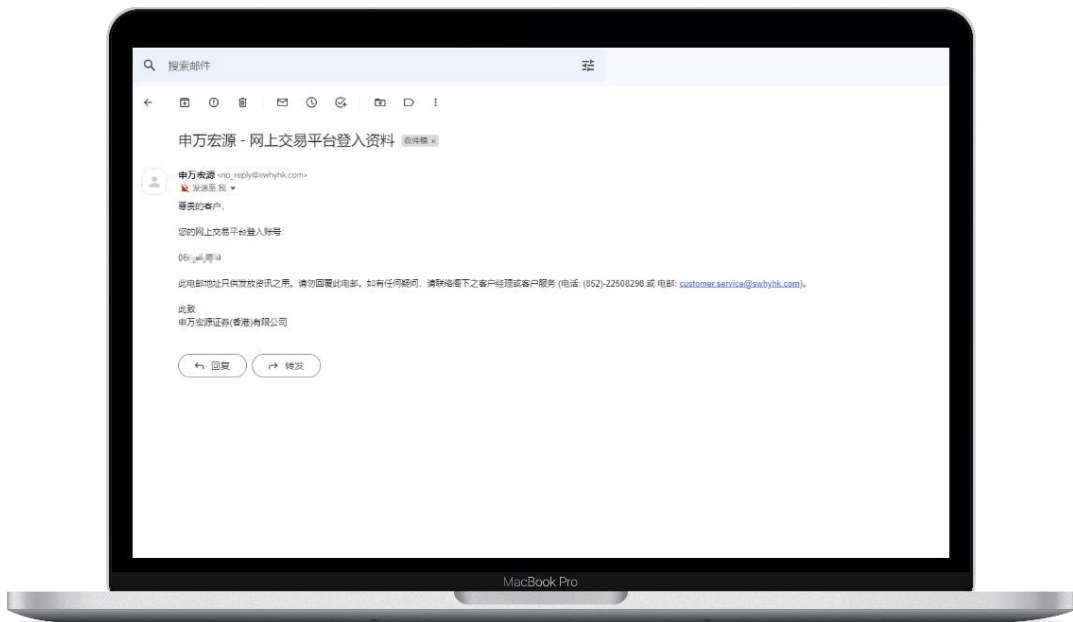 搜索邮件
申万宏源 - 网上交易平台登入资料 收件箱 ×
申万宏源 <no_reply@swhyhk.com>
发送至 我
尊贵的客户,
您的网上交易平台登入账号:
06
此电邮地址只供发放资讯之用。请勿回覆此电邮。如有任何疑问，请联络阁下之客户经理或客户服务 (电话: (852)-22508298 或 电邮: customer.service@swhyhk.com)。
此致
申万宏源证券(香港)有限公司
回复
转发
MacBook Pro